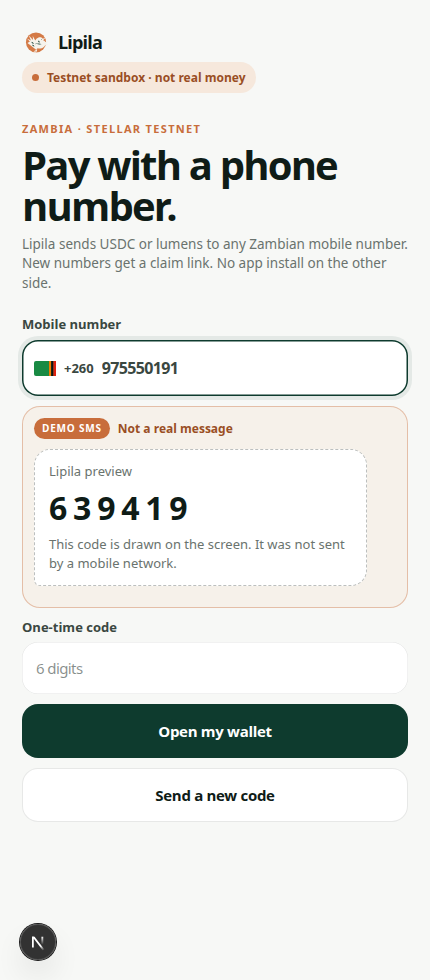 Lipila
Testnet sandbox · not real money
ZAMBIA · STELLAR TESTNET
Pay with a phone
number.
Lipila sends USDC or lumens to any Zambian mobile number.
New numbers get a claim link. No app install on the other
side.
Mobile number
+260 975550191
DEMO SMS Not a real message
Lipila preview
639419
This code is drawn on the screen. It was not sent
by a mobile network.
One-time code
6 digits
Open my wallet
Send a new code
N